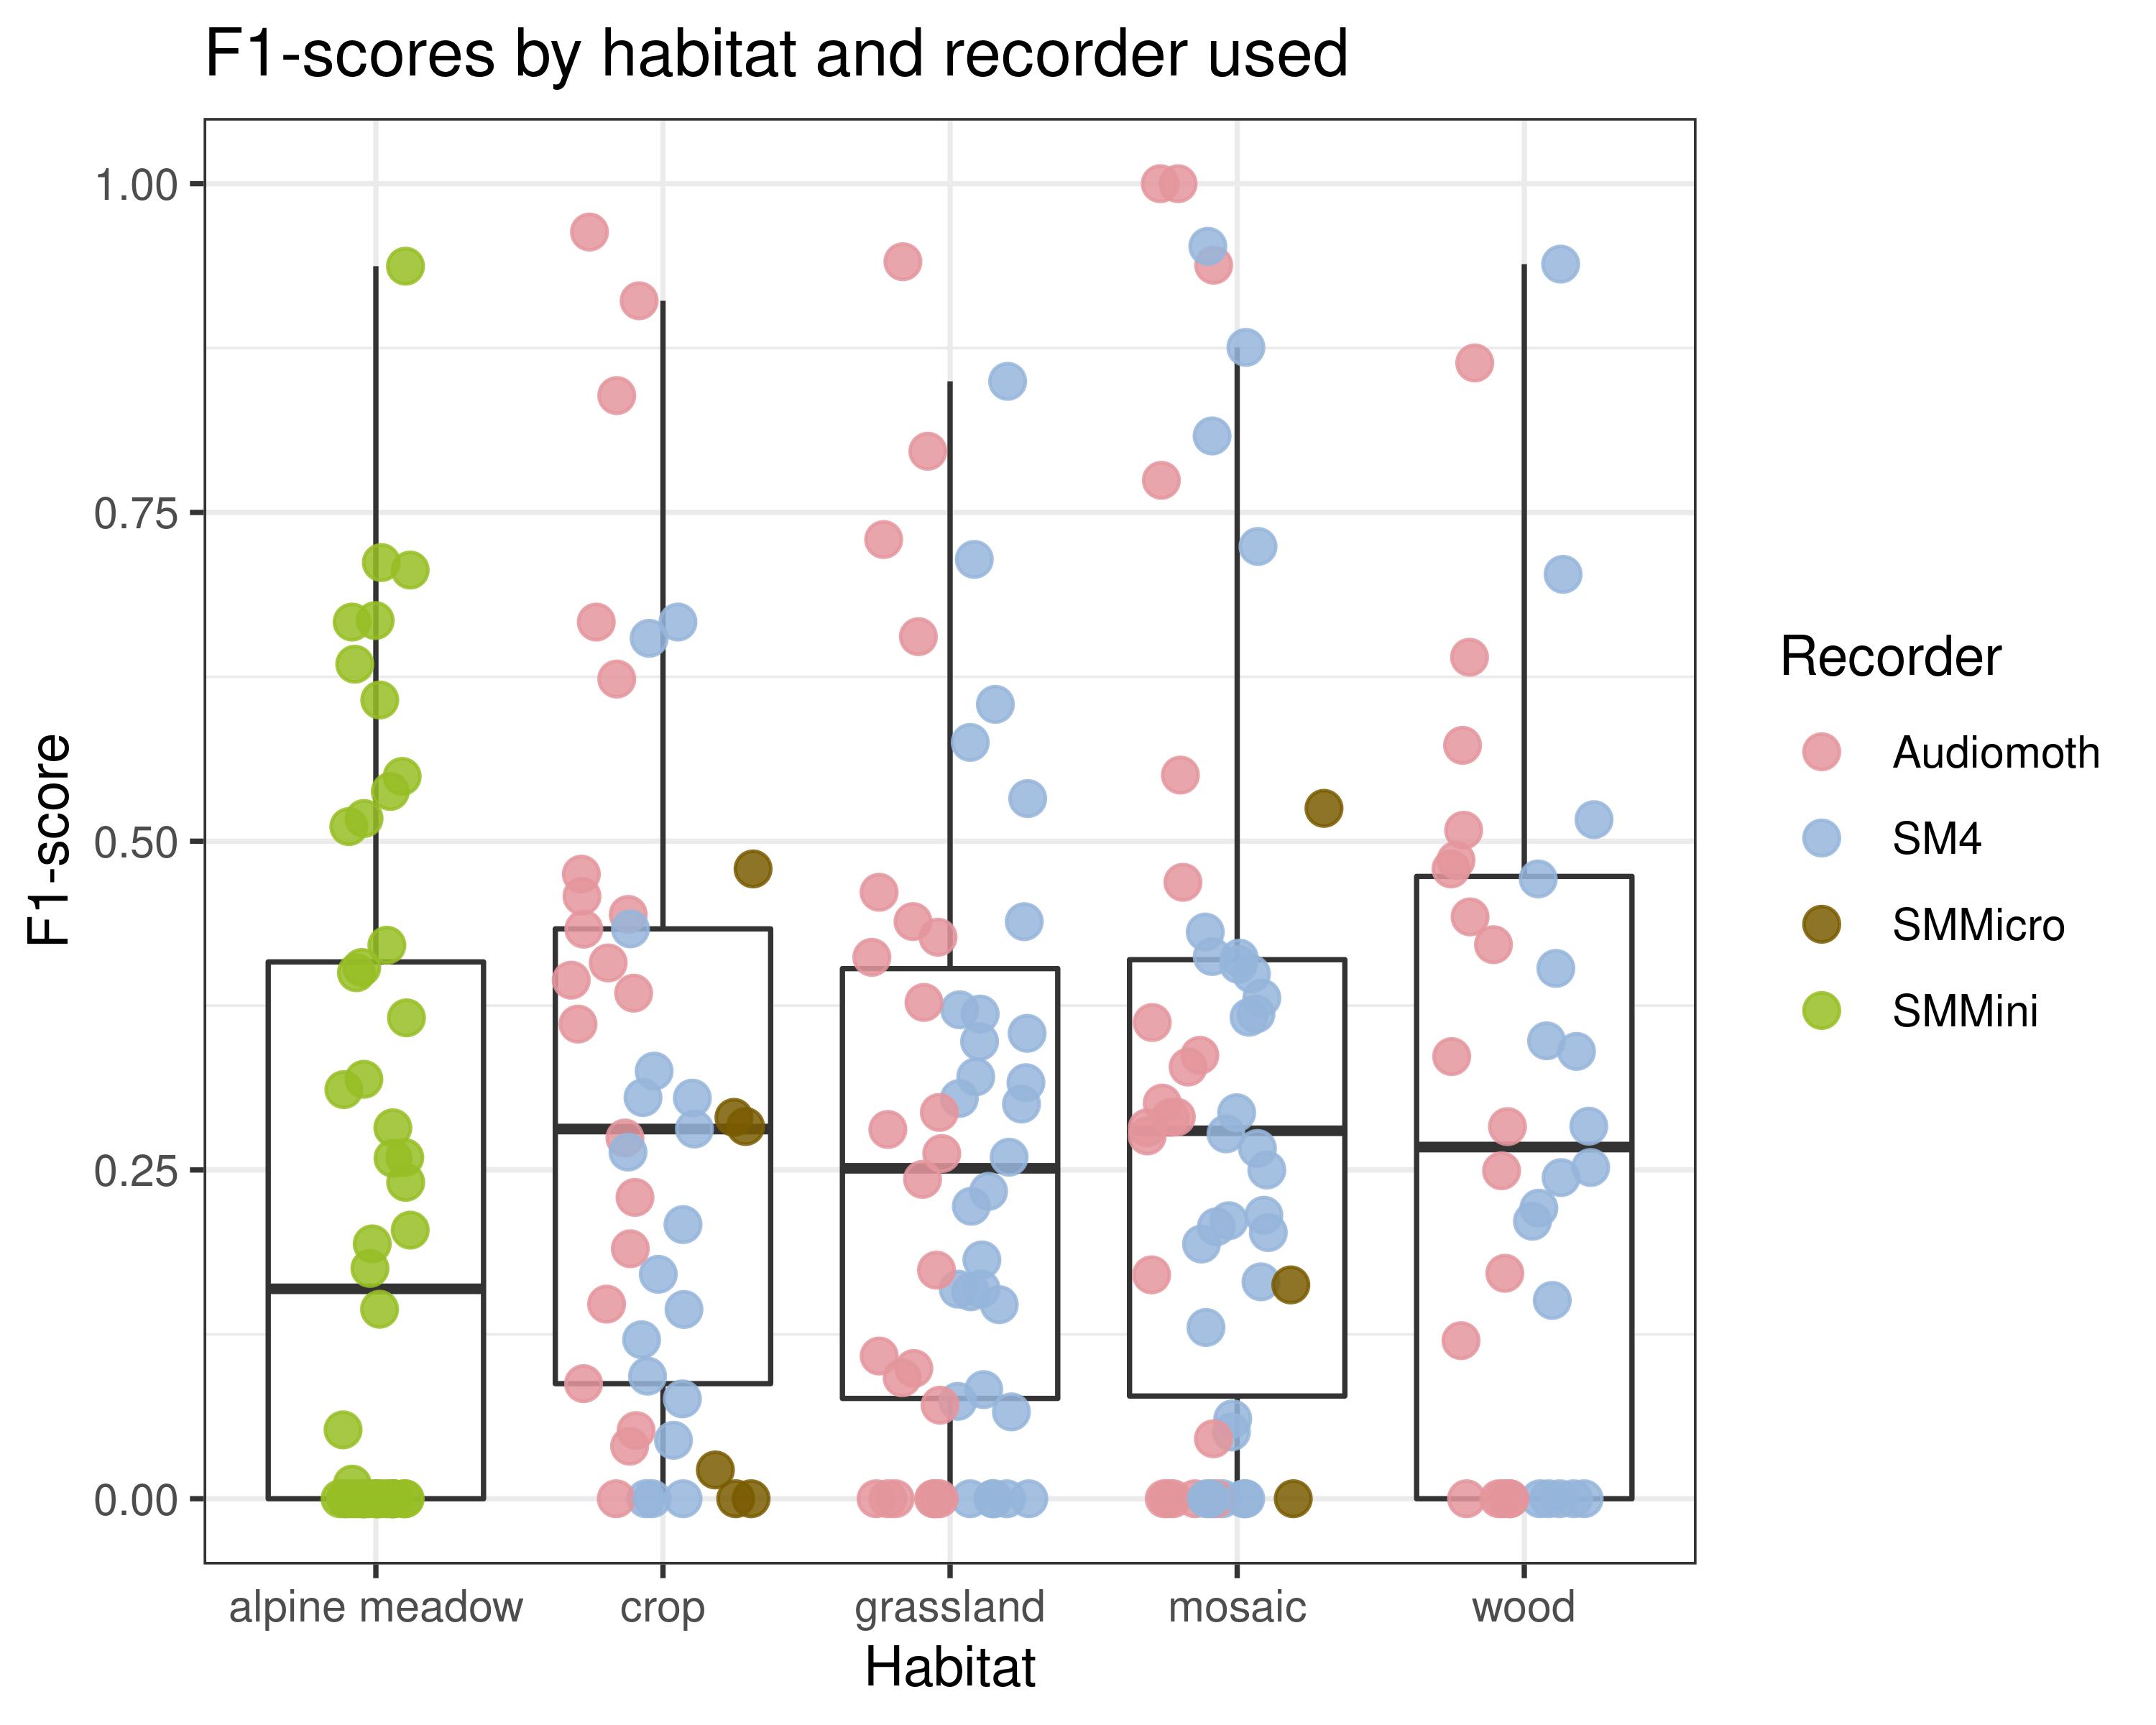 F1-scores by habitat and recorder used
F1-score
1.00
0.75
0.50
0.25
0.00
alpine meadow
crop
grassland
mosaic
wood
Habitat
Recorder
Audiomoth
SM4
SMMicro
SMMini